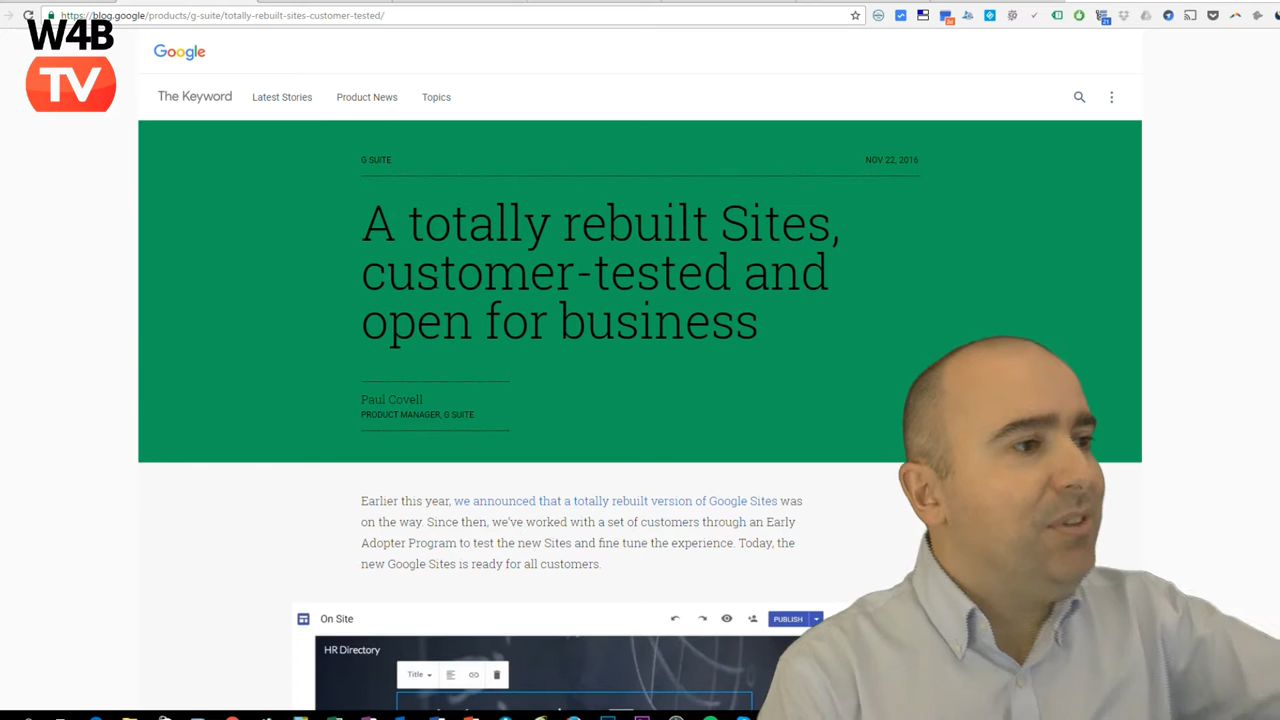 https://blog.google/products/g-suite/totally-rebuilt-sites-customer-tested/
W4B
TV
Google
The Keyword Latest Stories Product News Topics
G SUITE NOV 22, 2016
A totally rebuilt Sites,
customer-tested and
open for business
Paul Covell
PRODUCT MANAGER, G SUITE
Earlier this year, we announced that a totally rebuilt version of Google Sites was
on the way. Since then, we've worked with a set of customers through an Early
Adopter Program to test the new Sites and fine tune the experience. Today, the
new Google Sites is ready for all customers.
On Site PUBLISH
HR Directory
Title